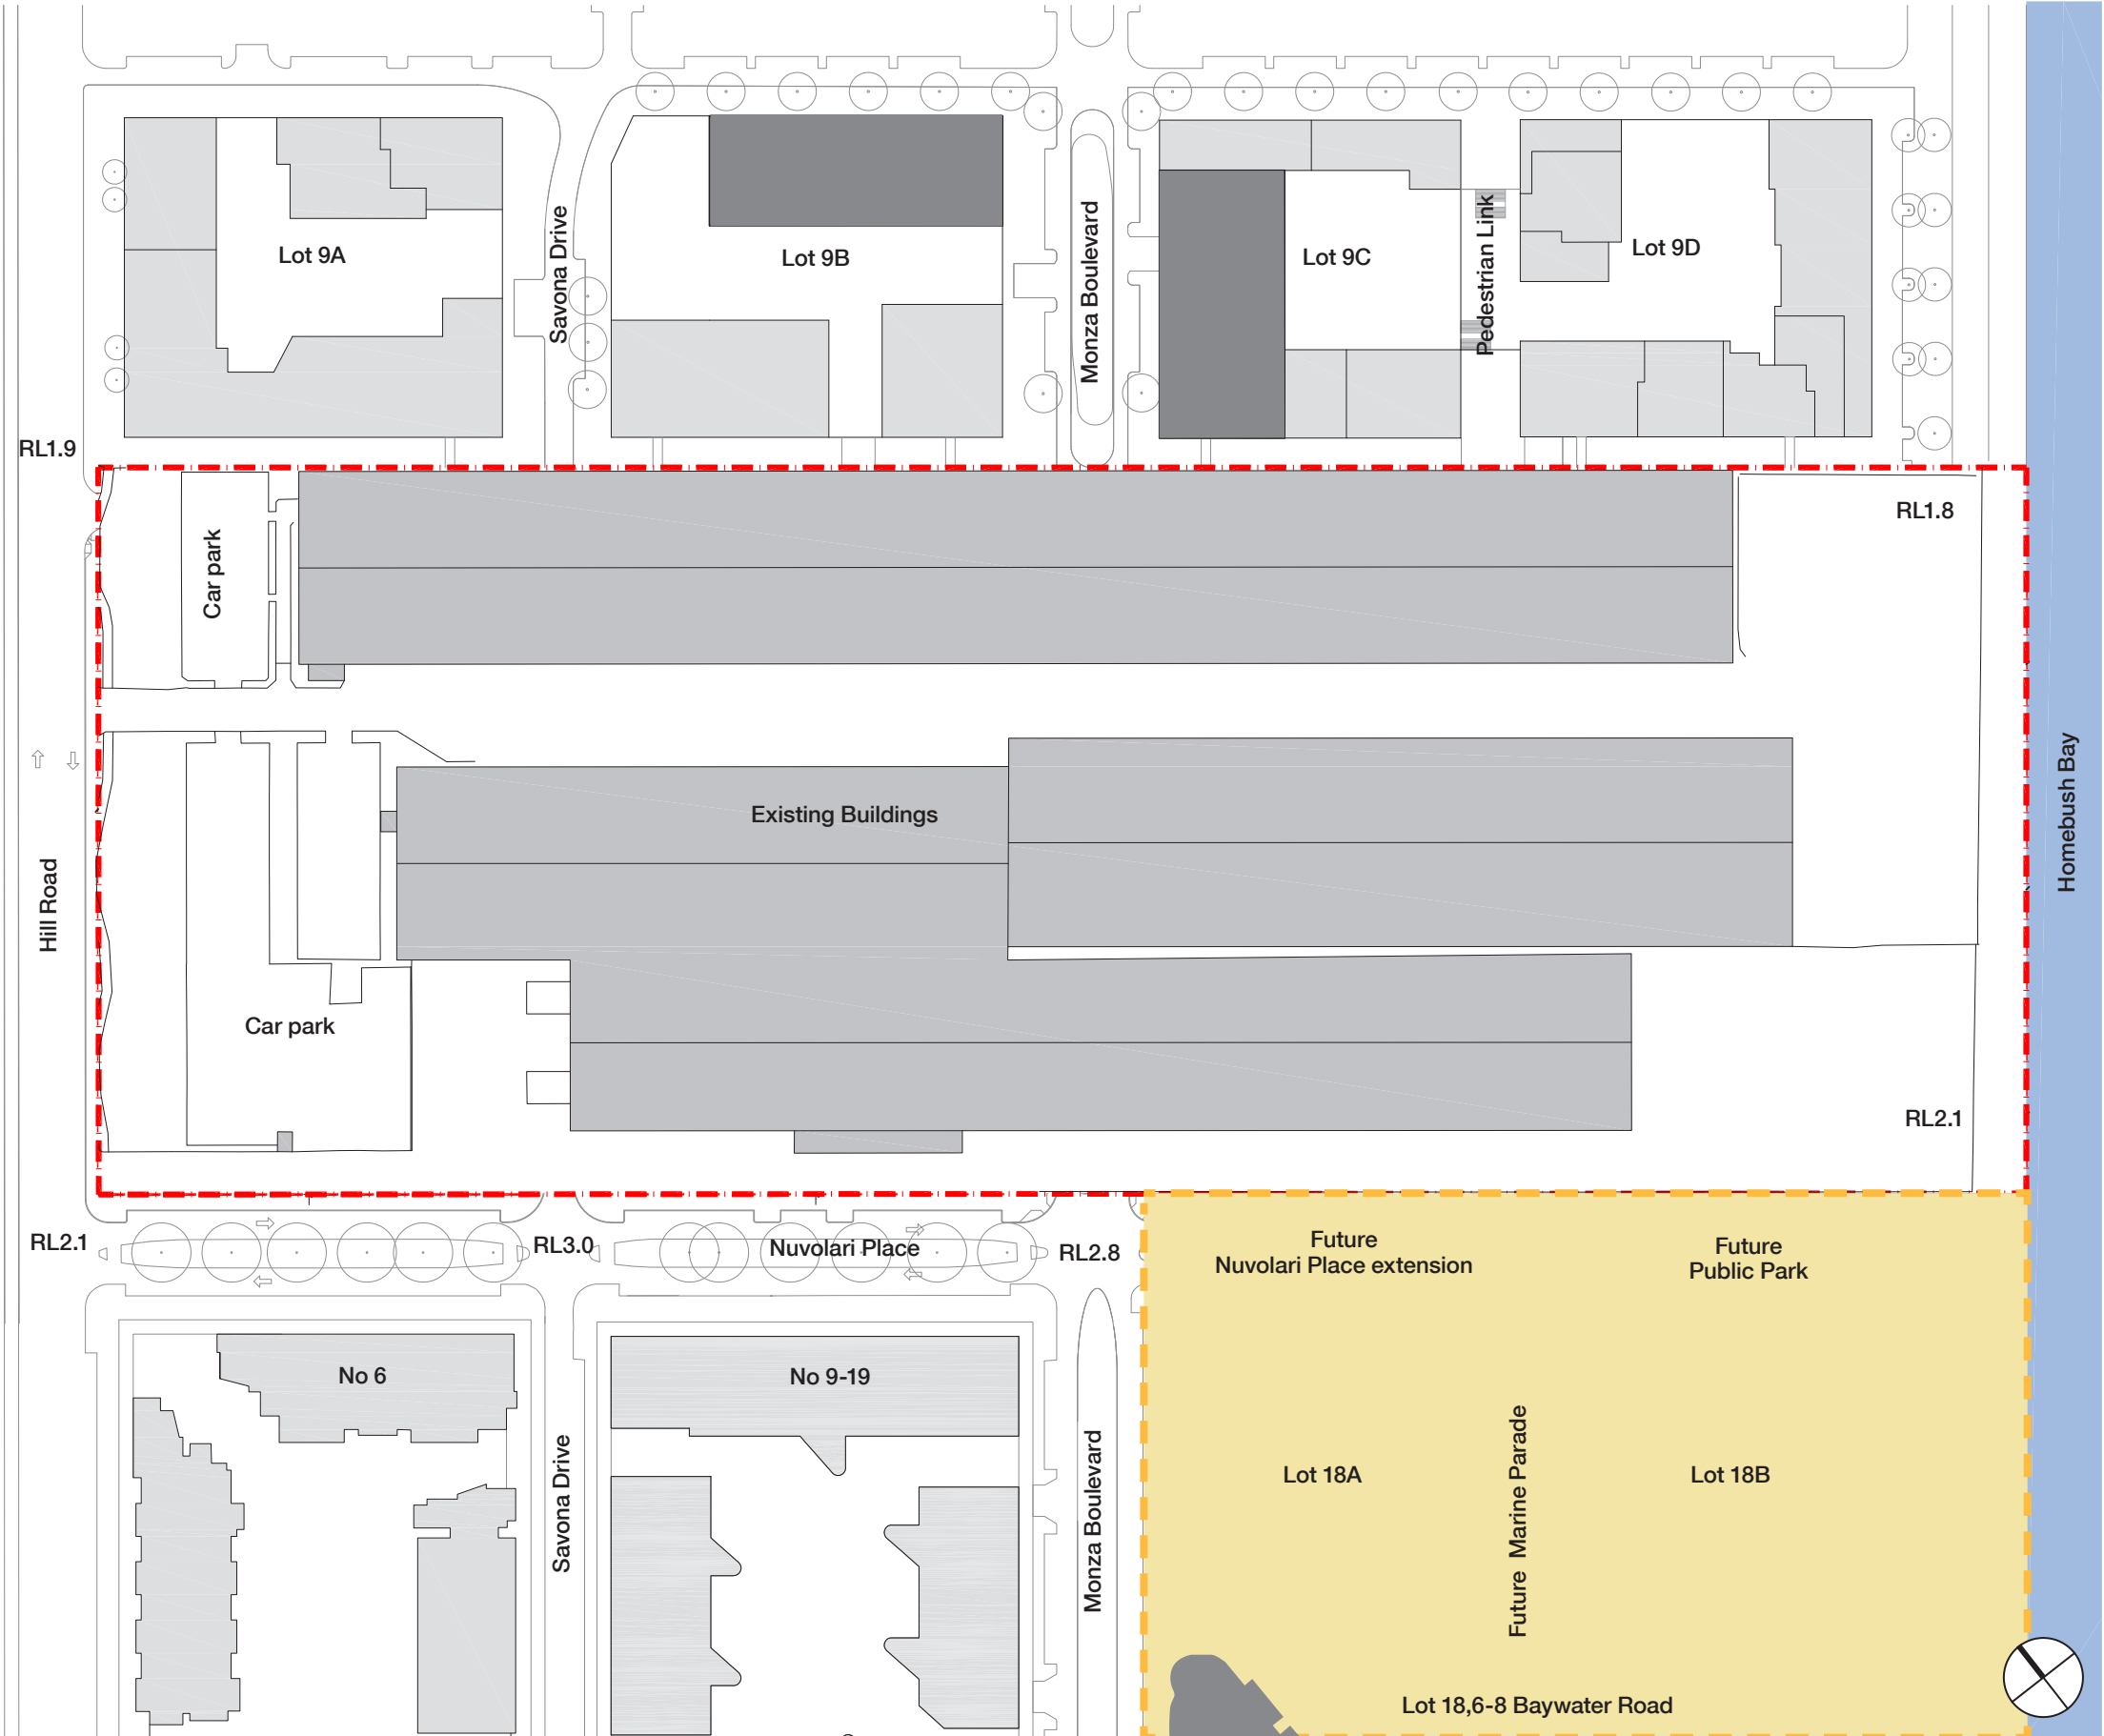 Lot 9A
Savona Drive
Lot 9B
Monza Boulevard
Lot 9C
Pedestrian Link
Lot 9D
RL1.9
RL1.8
Car park
Existing Buildings
Homebush Bay
Hill Road
Car park
RL2.1
RL2.1
RL3.0
Nuvolari Place
RL2.8
Future
Nuvolari Place extension
Future
Public Park
No 6
No 9-19
Savona Drive
Monza Boulevard
Lot 18A
Future Marine Parade
Lot 18B
Lot 18,6-8 Baywater Road